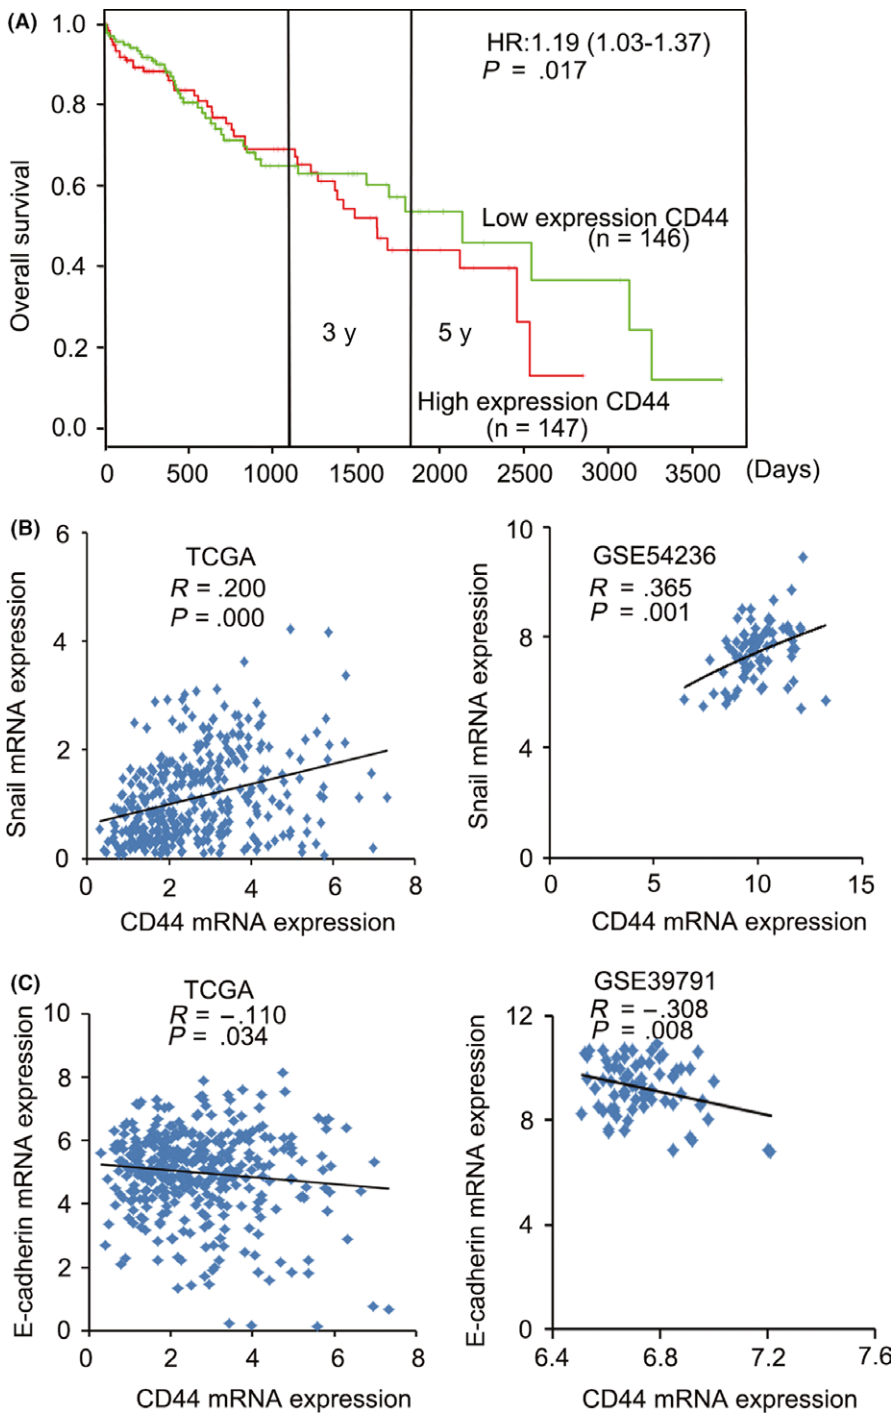 (A)
1.0
0.8
0.6
0.4
0.2
0.0
Overall survival
HR:1.19 (1.03-1.37)
P = .017
Low expression CD44
(n = 146)
3 y
5 y
High expression CD44
(n = 147)
0
500
1000
1500
2000
2500
3000
3500
(Days)
(B)
TCGA
R = .200
P = .000
6
4
2
0
Snail mRNA expression
0
2
4
6
8
CD44 mRNA expression
GSE54236
R = .365
P = .001
10
8
4
0
Snail mRNA expression
0
5
10
15
CD44 mRNA expression
(C)
TCGA
R = –.110
P = .034
10
8
6
4
2
0
E-cadherin mRNA expression
0
2
4
6
8
CD44 mRNA expression
GSE39791
R = –.308
P = .008
12
8
4
0
E-cadherin mRNA expression
6.4
6.8
7.2
7.6
CD44 mRNA expression